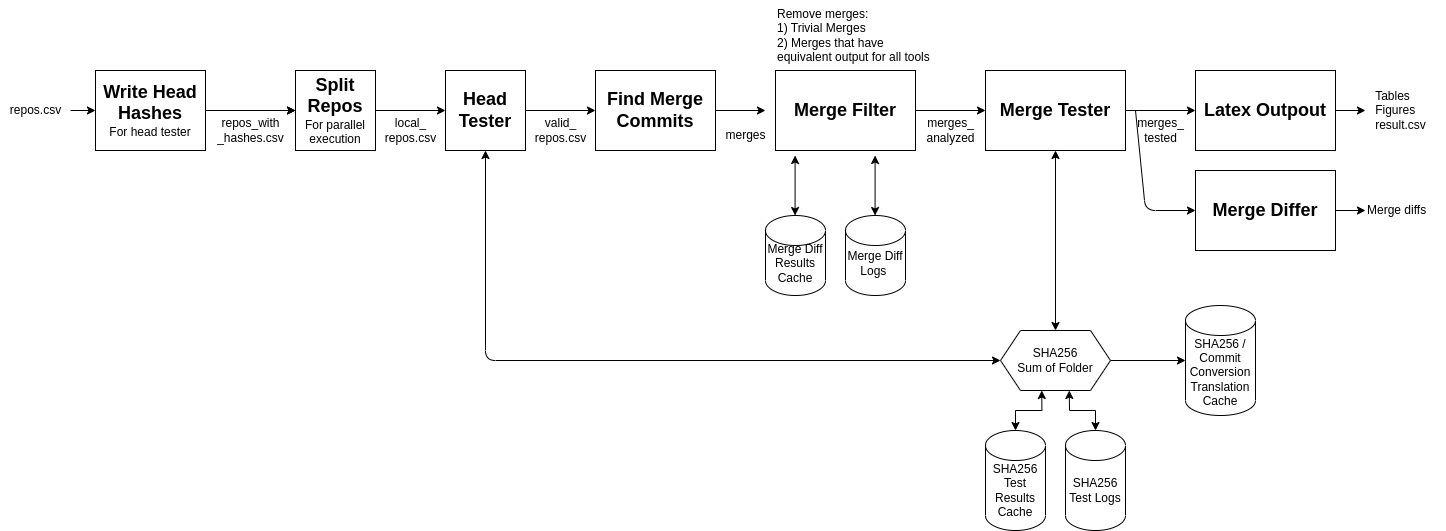 Remove merges:
1) Trivial Merges
2) Merges that have
equivalent output for all tools
repos.csv
Write Head
Hashes
For head tester
repos_with
_hashes.csv
Split
Repos
For parallel
execution
local_
repos.csv
Head
Tester
valid_
repos.csv
Find Merge
Commits
merges
Merge Filter
merges_
analyzed
Merge Tester
merges_
tested
Latex Outpout
Tables
Figures
result.csv
Merge Differ
Merge diffs
Merge Diff
Results
Cache
Merge Diff
Logs
SHA256
Sum of Folder
SHA256 /
Commit
Conversion
Translation
Cache
SHA256
Test
Results
Cache
SHA256
Test Logs